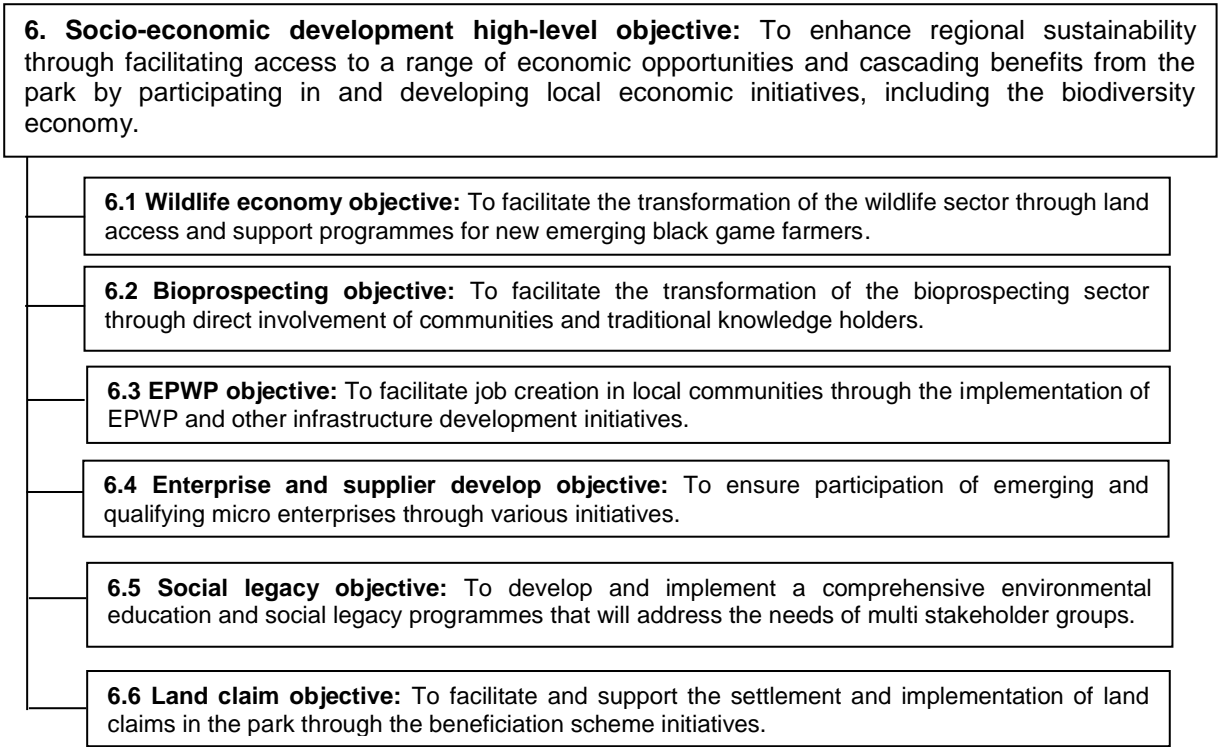 6. Socio-economic development high-level objective: To enhance regional sustainability
through facilitating access to a range of economic opportunities and cascading benefits from the
park by participating in and developing local economic initiatives, including the biodiversity
economy.
6.1 Wildlife economy objective: To facilitate the transformation of the wildlife sector through land
access and support programmes for new emerging black game farmers.
6.2 Bioprospecting objective: To facilitate the transformation of the bioprospecting sector
through direct involvement of communities and traditional knowledge holders.
6.3 EPWP objective: To facilitate job creation in local communities through the implementation of
EPWP and other infrastructure development initiatives.
6.4 Enterprise and supplier develop objective: To ensure participation of emerging and
qualifying micro enterprises through various initiatives.
6.5 Social legacy objective: To develop and implement a comprehensive environmental
education and social legacy programmes that will address the needs of multi stakeholder groups.
6.6 Land claim objective: To facilitate and support the settlement and implementation of land
claims in the park through the beneficiation scheme initiatives.